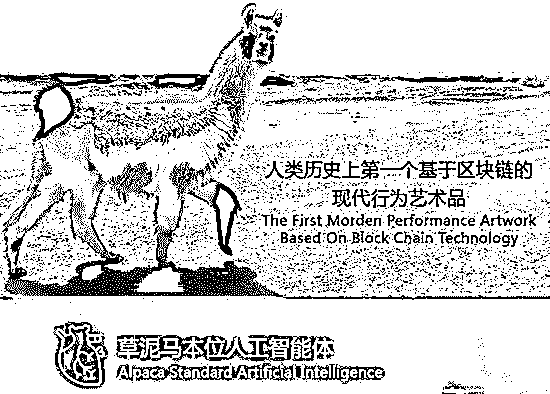 人类历史上第一个基于区块链的
现代行为艺术品
The First Morden Performance Artwork
Based On Block Chain Technology
草泥马本位人工智能体
Alpaca Standard Artificial Intelligence